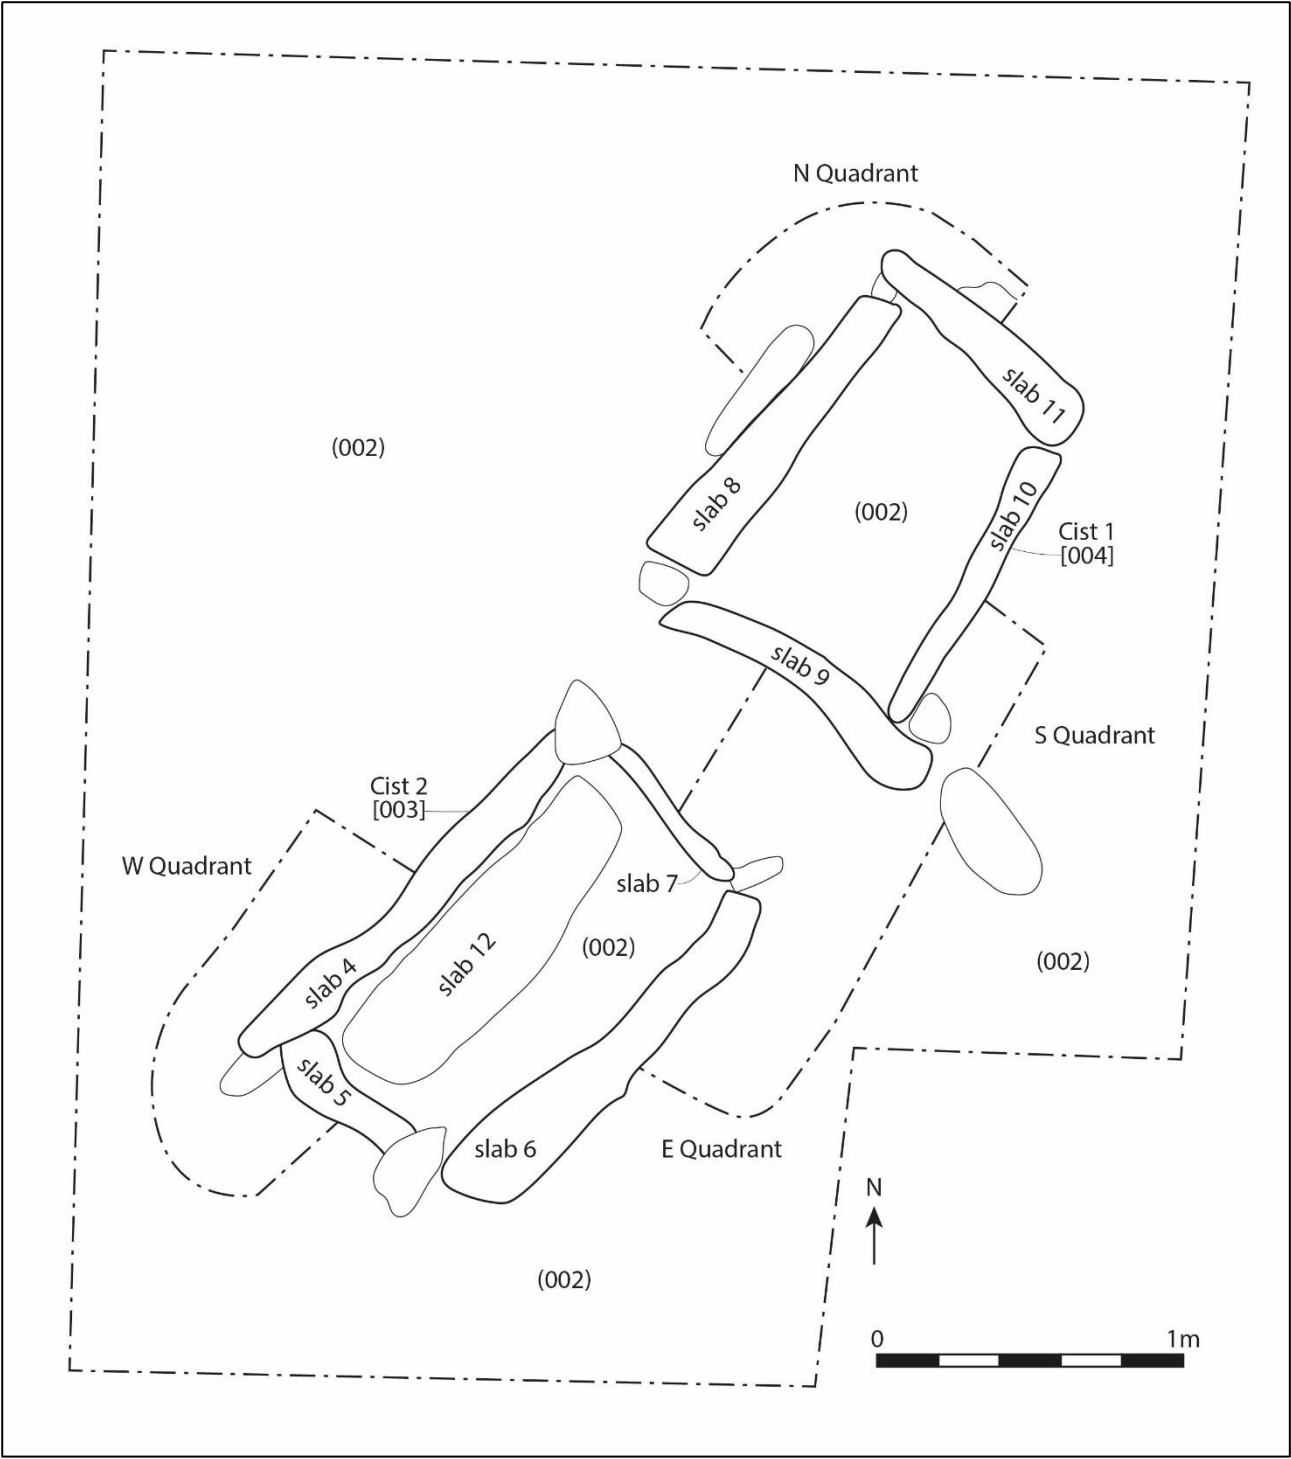 N Quadrant
slab 11
(002)
slab 8
slab 10
(002)
Cist 1
[004]
slab 9
S Quadrant
Cist 2
[003]
W Quadrant
slab 7
slab 12
(002)
(002)
slab 4
slab 5
slab 6
E Quadrant
N
(002)
0 1m